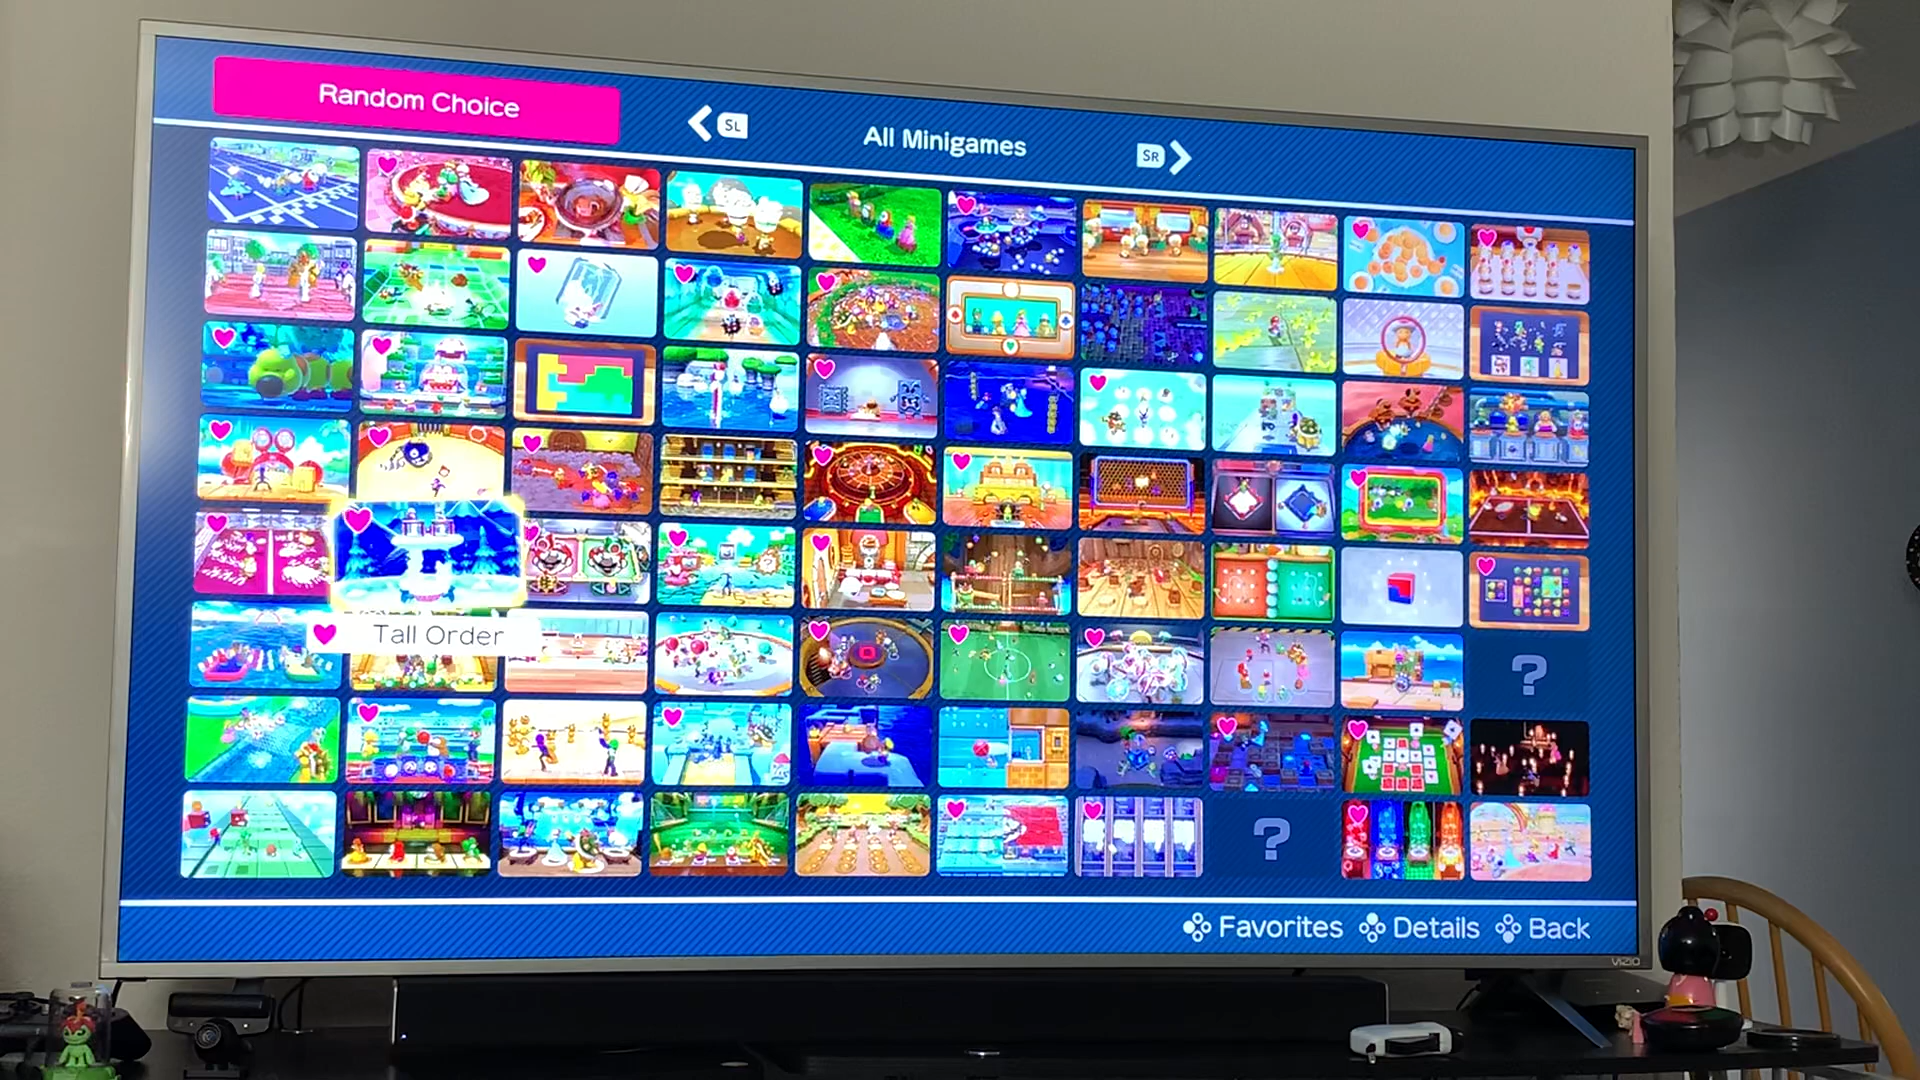 Random Choice
SL
All Minigames
SR
Tall Order
?
?
Favorites
Details
Back
VIZIO